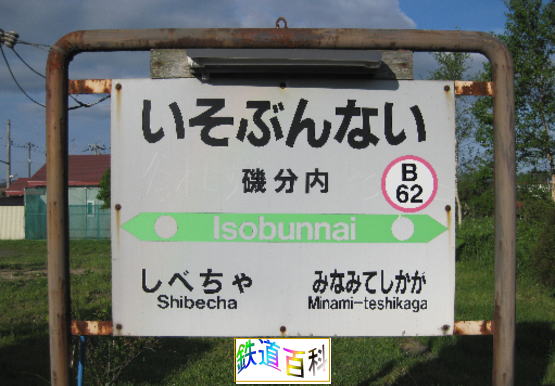 いそぶんない
磯分内
B
62
Isobunnai
しべちゃ みなみてしかが
Shibecha Minami-teshikaga
鉄道百科